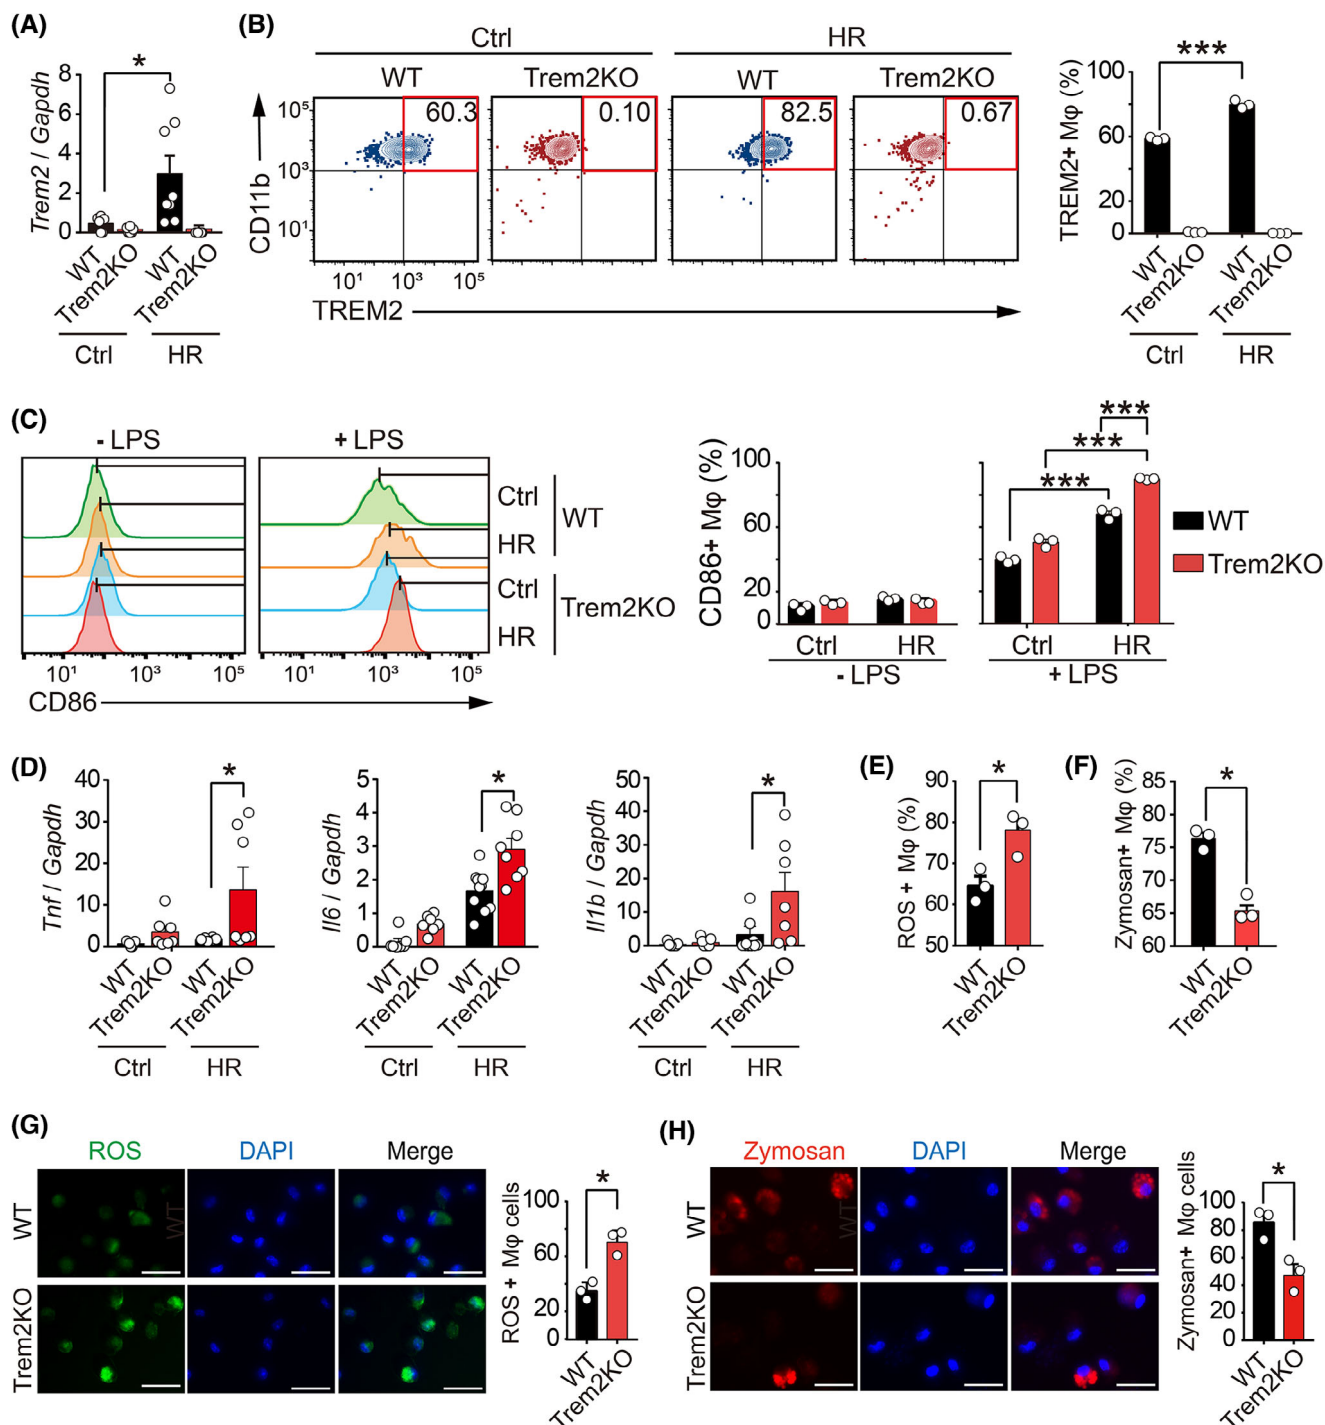 (A)
*
Trem2 / Gapdh
8
6
4
2
0
WT
Trem2KO
WT
Trem2KO
Ctrl
HR
(B)
Ctrl
HR
WT
Trem2KO
WT
Trem2KO
60.3
0.10
82.5
0.67
CD11b
10⁵
10³
10¹
10¹
10³
10⁵
TREM2
***
TREM2+ Mφ (%)
100
60
20
0
WT
Trem2KO
WT
Trem2KO
Ctrl
HR
(C)
- LPS
+ LPS
Ctrl
HR
WT
Ctrl
HR
Trem2KO
10¹ 10³ 10⁵
10¹ 10³ 10⁵
CD86
CD86+ Mφ (%)
100
60
20
0
***
***
***
WT
Trem2KO
Ctrl HR
Ctrl HR
- LPS
+ LPS
(D)
Tnf / Gapdh
40
30
20
10
0
*
WT
Trem2KO
WT
Trem2KO
Ctrl
HR
Il6 / Gapdh
5
4
3
2
1
0
*
WT
Trem2KO
WT
Trem2KO
Ctrl
HR
Il1b / Gapdh
50
40
30
20
10
0
*
WT
Trem2KO
WT
Trem2KO
Ctrl
HR
(E)
ROS + Mφ (%)
90
80
70
60
50
*
WT
Trem2KO
(F)
Zymosan+ Mφ (%)
85
75
65
60
*
WT
Trem2KO
(G)
ROS DAPI Merge
WT
WT
Trem2KO
ROS + Mφ cells
100
60
20
0
*
WT
Trem2KO
(H)
Zymosan DAPI Merge
WT
WT
Trem2KO
Zymosan+ Mφ cells
100
80
60
40
20
0
*
WT
Trem2KO